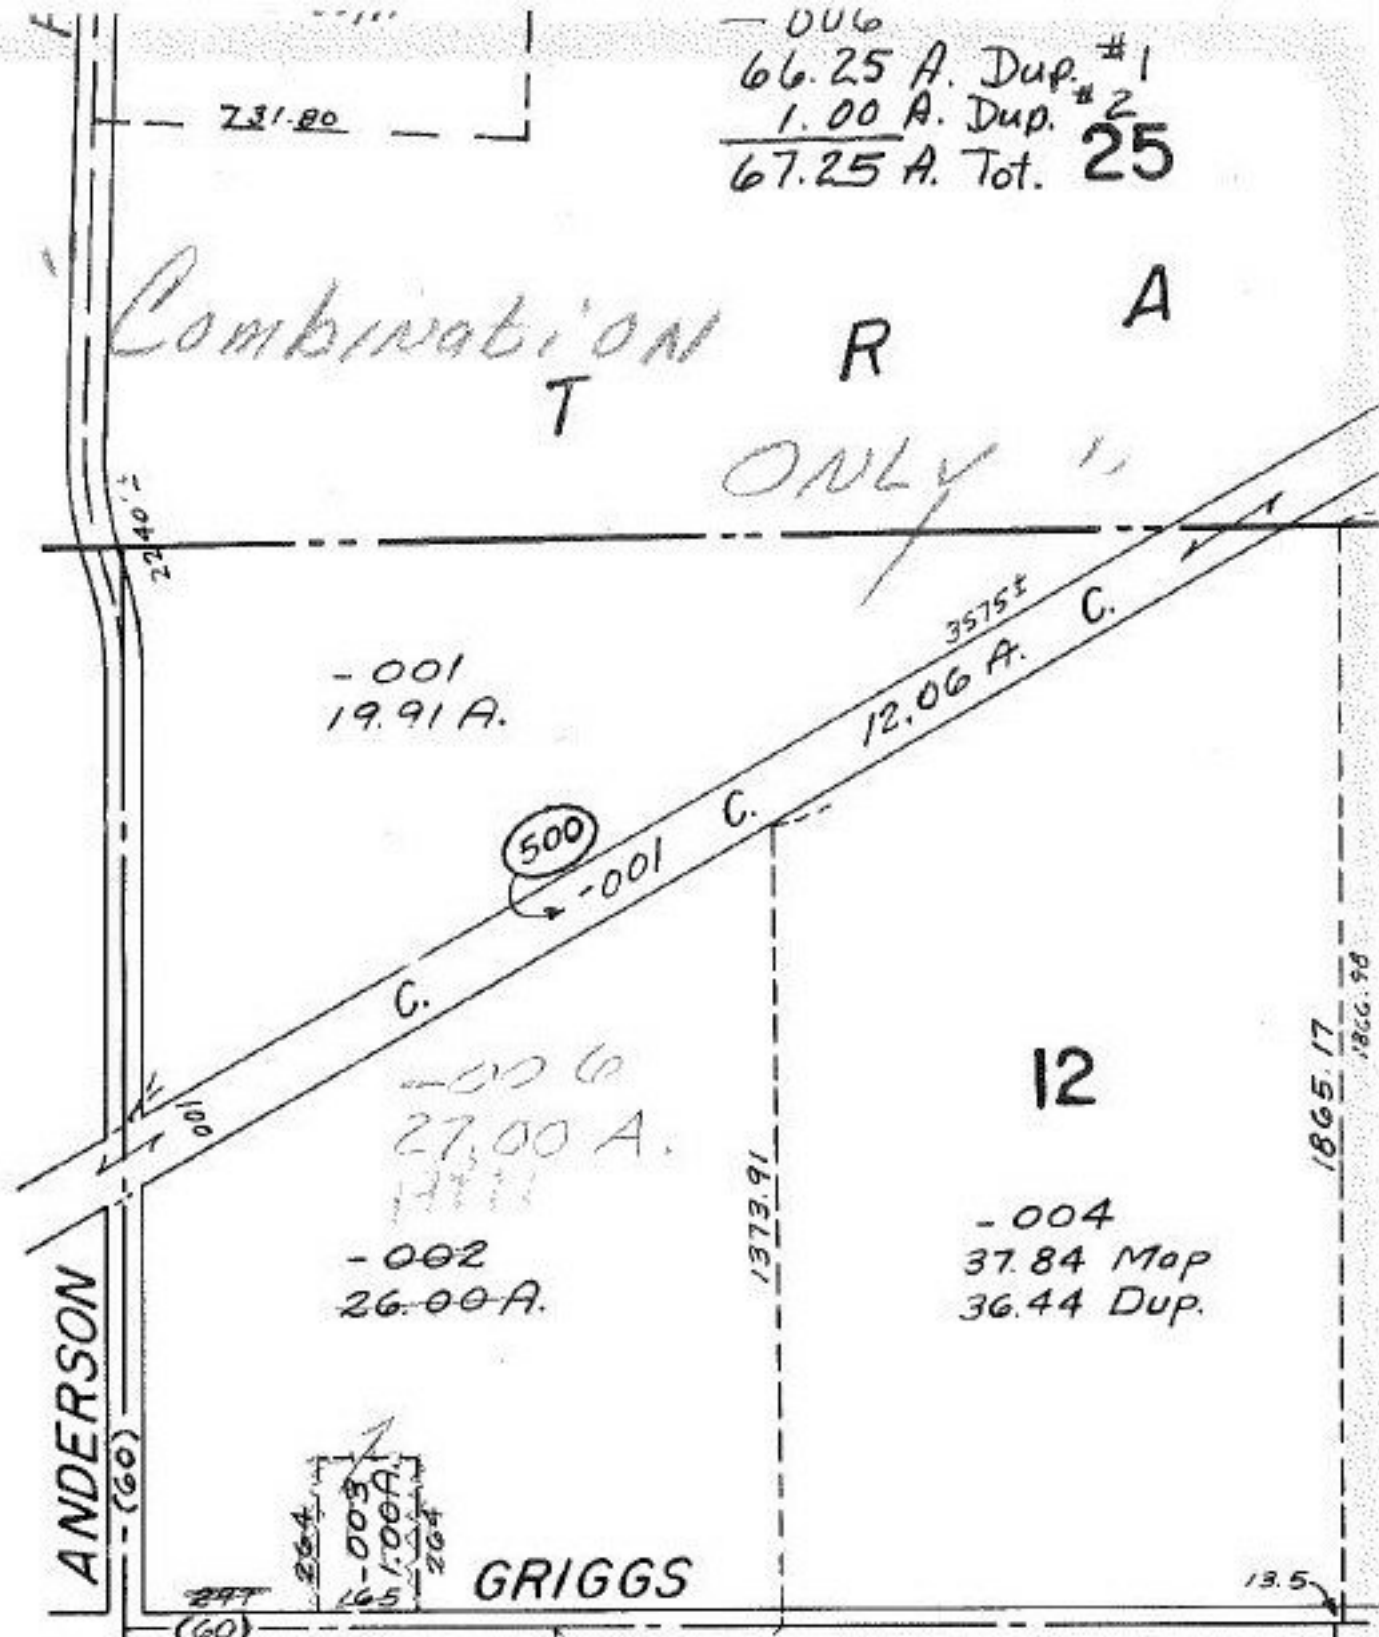 - 006
66.25 A. Dup. #1
1.00 A. Dup. #2
67.25 A. Tot.
25
731.80
Combination
T R A
ONLY
2240'±
3575±
12.06 A.
C.
C.
C.
- 001
19.91 A.
500
-001
001
-006
27.00 A.
- 002
26.00 A.
12
1373.91
1865.17
1866.98
- 004
37.84 Map
36.44 Dup.
ANDERSON
(60)
264
-003
1.00A.
264
165
297
(60)
GRIGGS
13.5